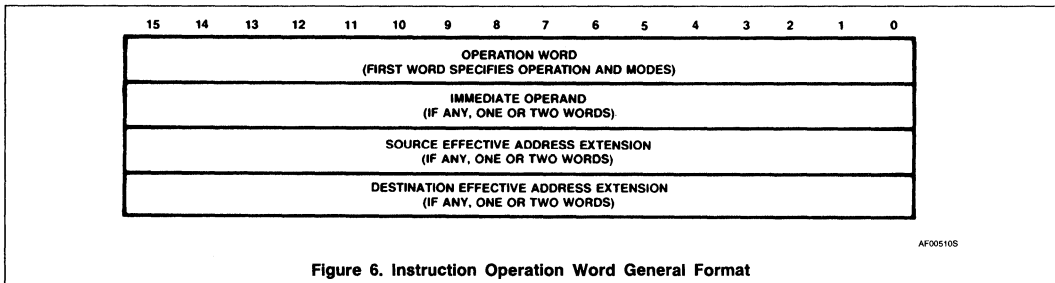 15 14 13 12 11 10 9 8 7 6 5 4 3 2 1 0
OPERATION WORD
(FIRST WORD SPECIFIES OPERATION AND MODES)
IMMEDIATE OPERAND
(IF ANY, ONE OR TWO WORDS)
SOURCE EFFECTIVE ADDRESS EXTENSION
(IF ANY, ONE OR TWO WORDS)
DESTINATION EFFECTIVE ADDRESS EXTENSION
(IF ANY, ONE OR TWO WORDS)
AF00510S
Figure 6. Instruction Operation Word General Format